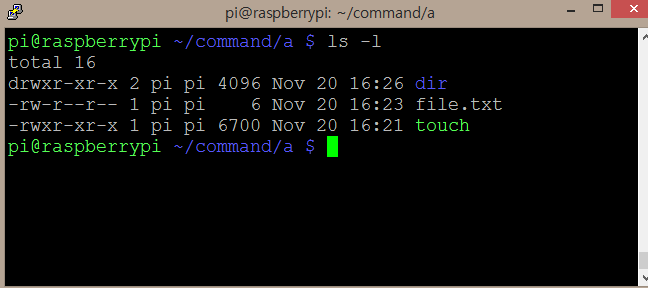 pi@raspberrypi: ~/command/a
pi@raspberrypi ~/command/a $ ls -l
total 16
drwxr-xr-x 2 pi pi 4096 Nov 20 16:26 dir
-rw-r--r-- 1 pi pi    6 Nov 20 16:23 file.txt
-rwxr-xr-x 1 pi pi 6700 Nov 20 16:21 touch
pi@raspberrypi ~/command/a $